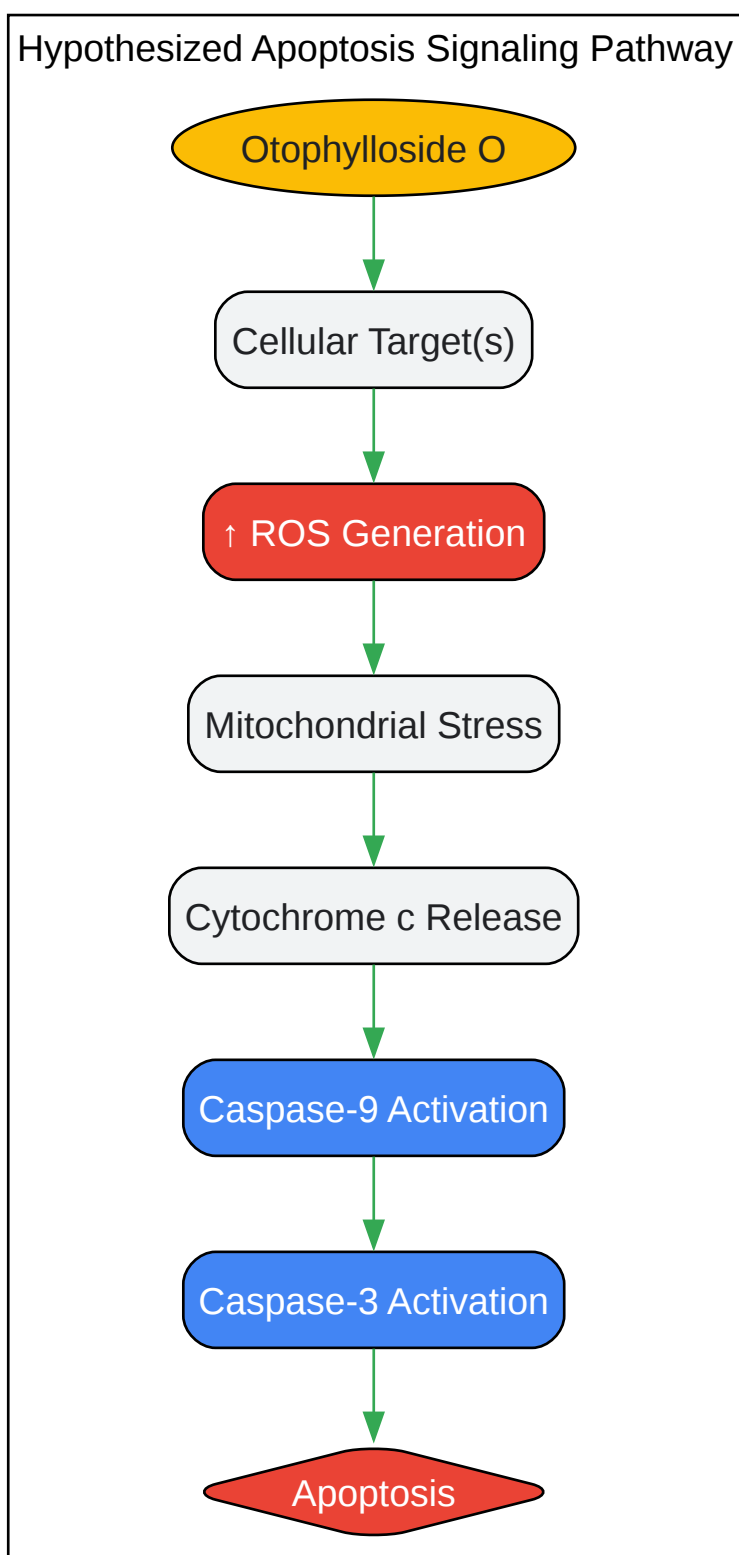 Hypothesized Apoptosis Signaling Pathway
Otophylloside O
Cellular Target(s)
↑ ROS Generation
Mitochondrial Stress
Cytochrome c Release
Caspase-9 Activation
Caspase-3 Activation
Apoptosis